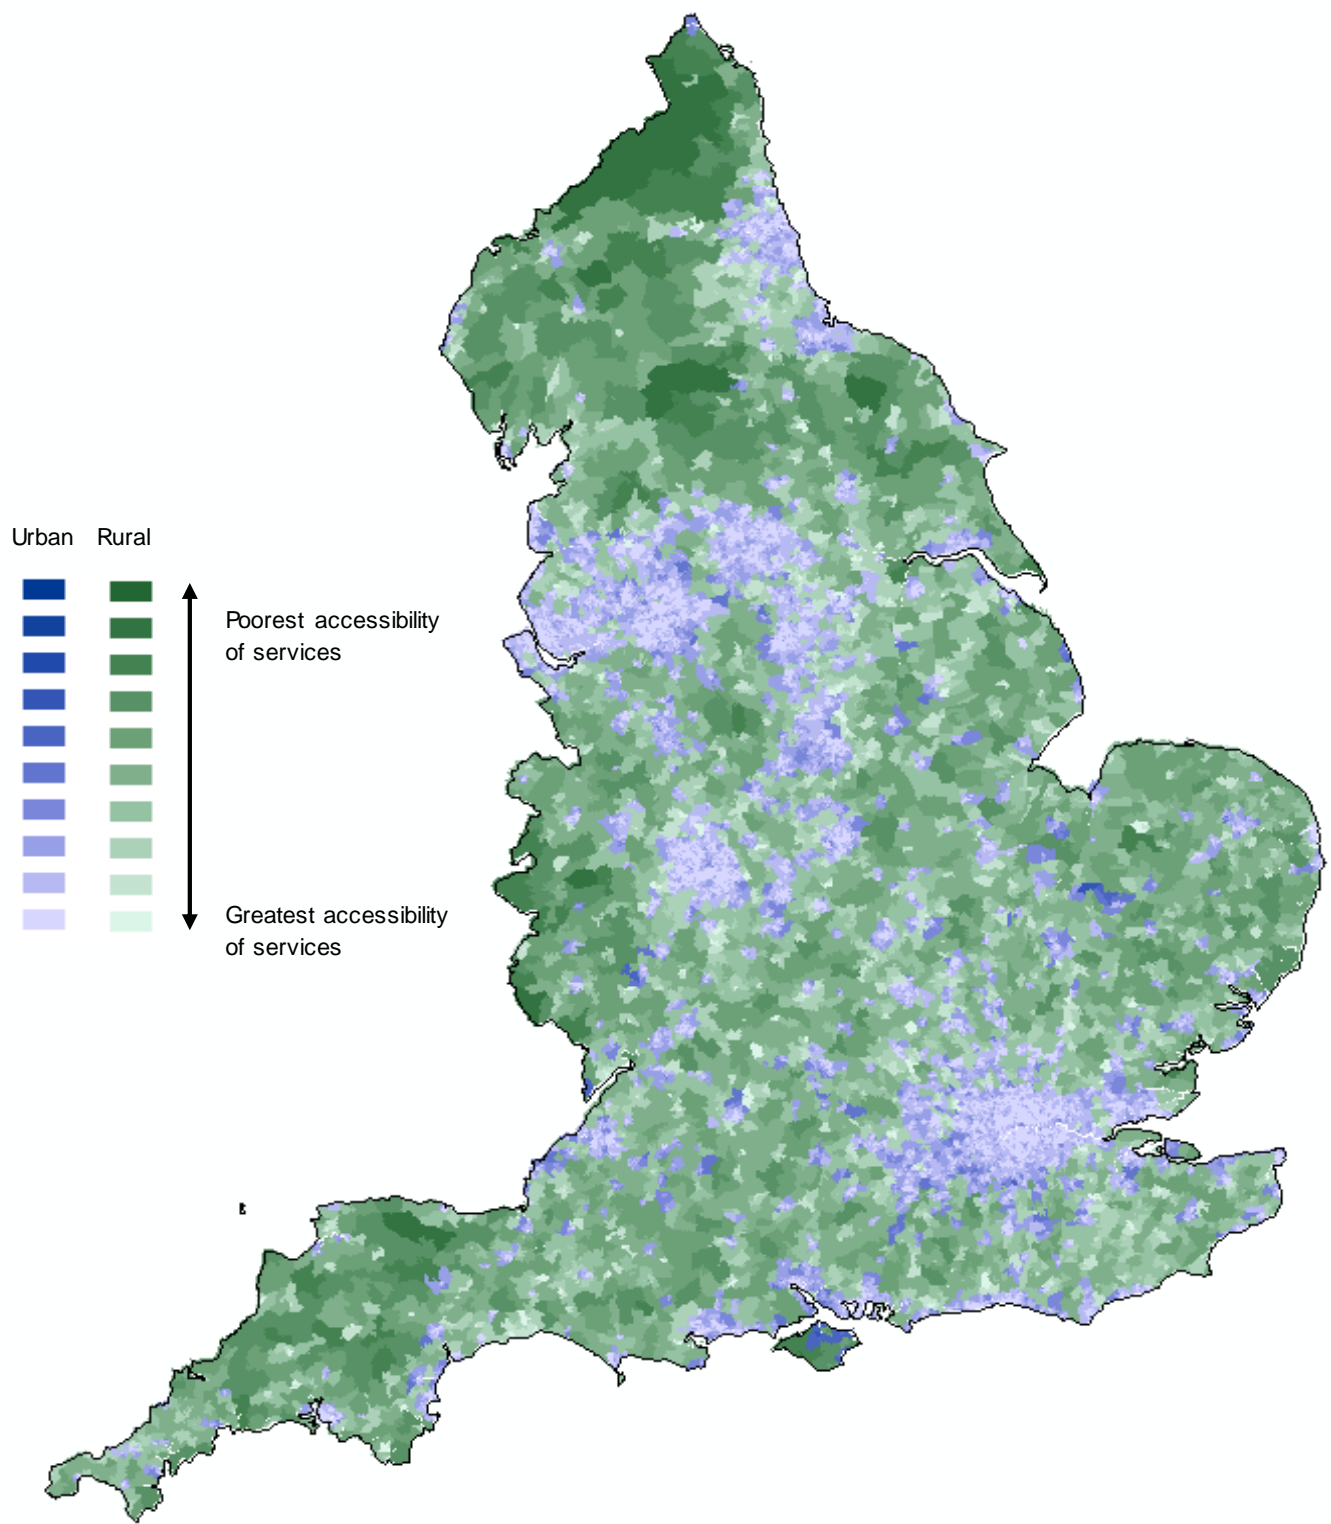 Urban Rural
Poorest accessibility
of services
Greatest accessibility
of services